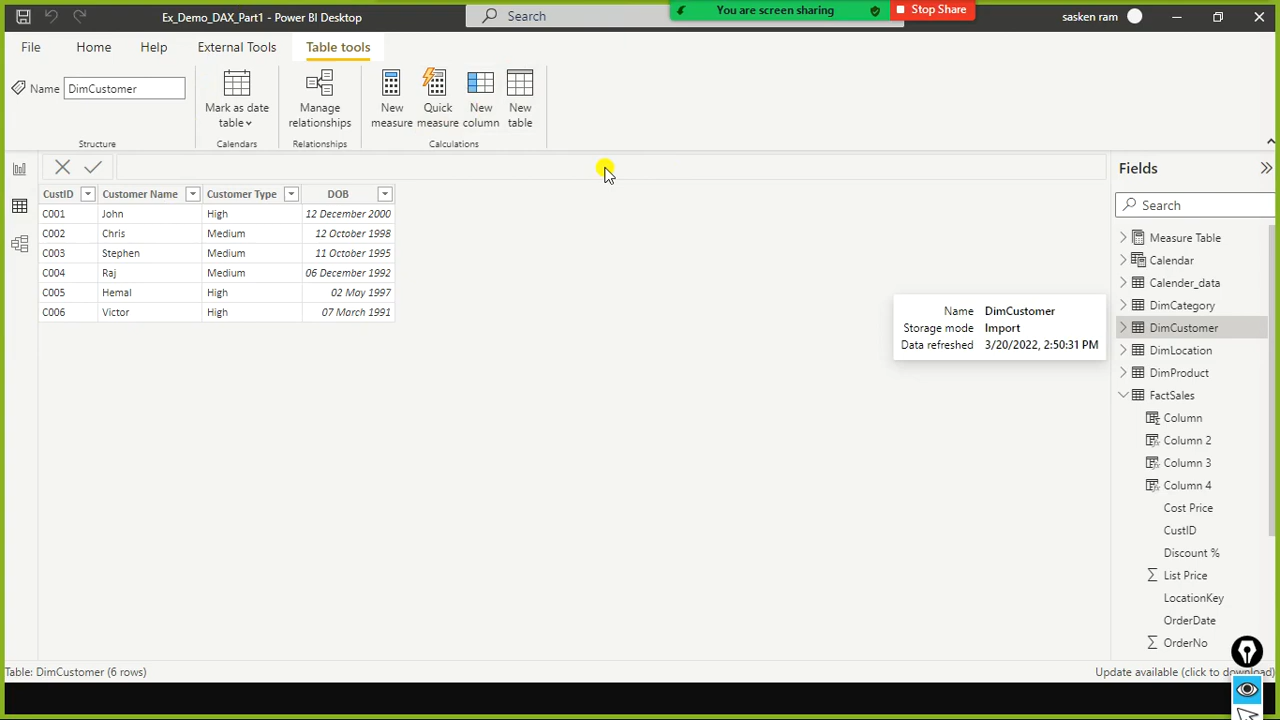 Ex_Demo_DAX_Part1 - Power BI Desktop
Search
You are screen sharing
Stop Share
sasken ram
File
Home
Help
External Tools
Table tools
Name
DimCustomer
Mark as date table
Manage relationships
New measure
Quick measure
New column
New table
Structure
Calendars
Relationships
Calculations
CustID Customer Name Customer Type DOB
C001 John High 12 December 2000
C002 Chris Medium 12 October 1998
C003 Stephen Medium 11 October 1995
C004 Raj Medium 06 December 1992
C005 Hemal High 02 May 1997
C006 Victor High 07 March 1991
Name DimCustomer
Storage mode Import
Data refreshed 3/20/2022, 2:50:31 PM
Fields
Search
Measure Table
Calendar
Calender_data
DimCategory
DimCustomer
DimLocation
DimProduct
FactSales
Column
Column 2
Column 3
Column 4
Cost Price
CustID
Discount %
List Price
LocationKey
OrderDate
OrderNo
Table: DimCustomer (6 rows)
Update available (click to download)